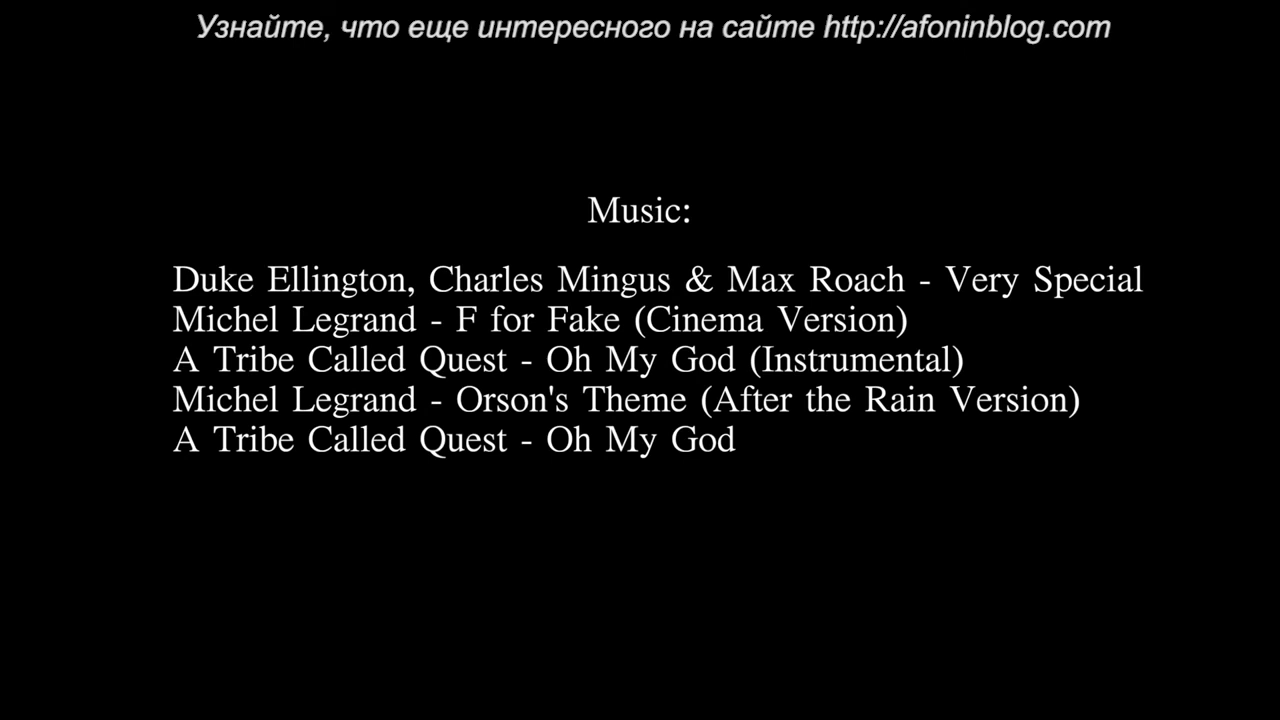 Узнайте, что еще интересного на сайте http://afoninblog.com
Music:
Duke Ellington, Charles Mingus & Max Roach - Very Special
Michel Legrand - F for Fake (Cinema Version)
A Tribe Called Quest - Oh My God (Instrumental)
Michel Legrand - Orson's Theme (After the Rain Version)
A Tribe Called Quest - Oh My God